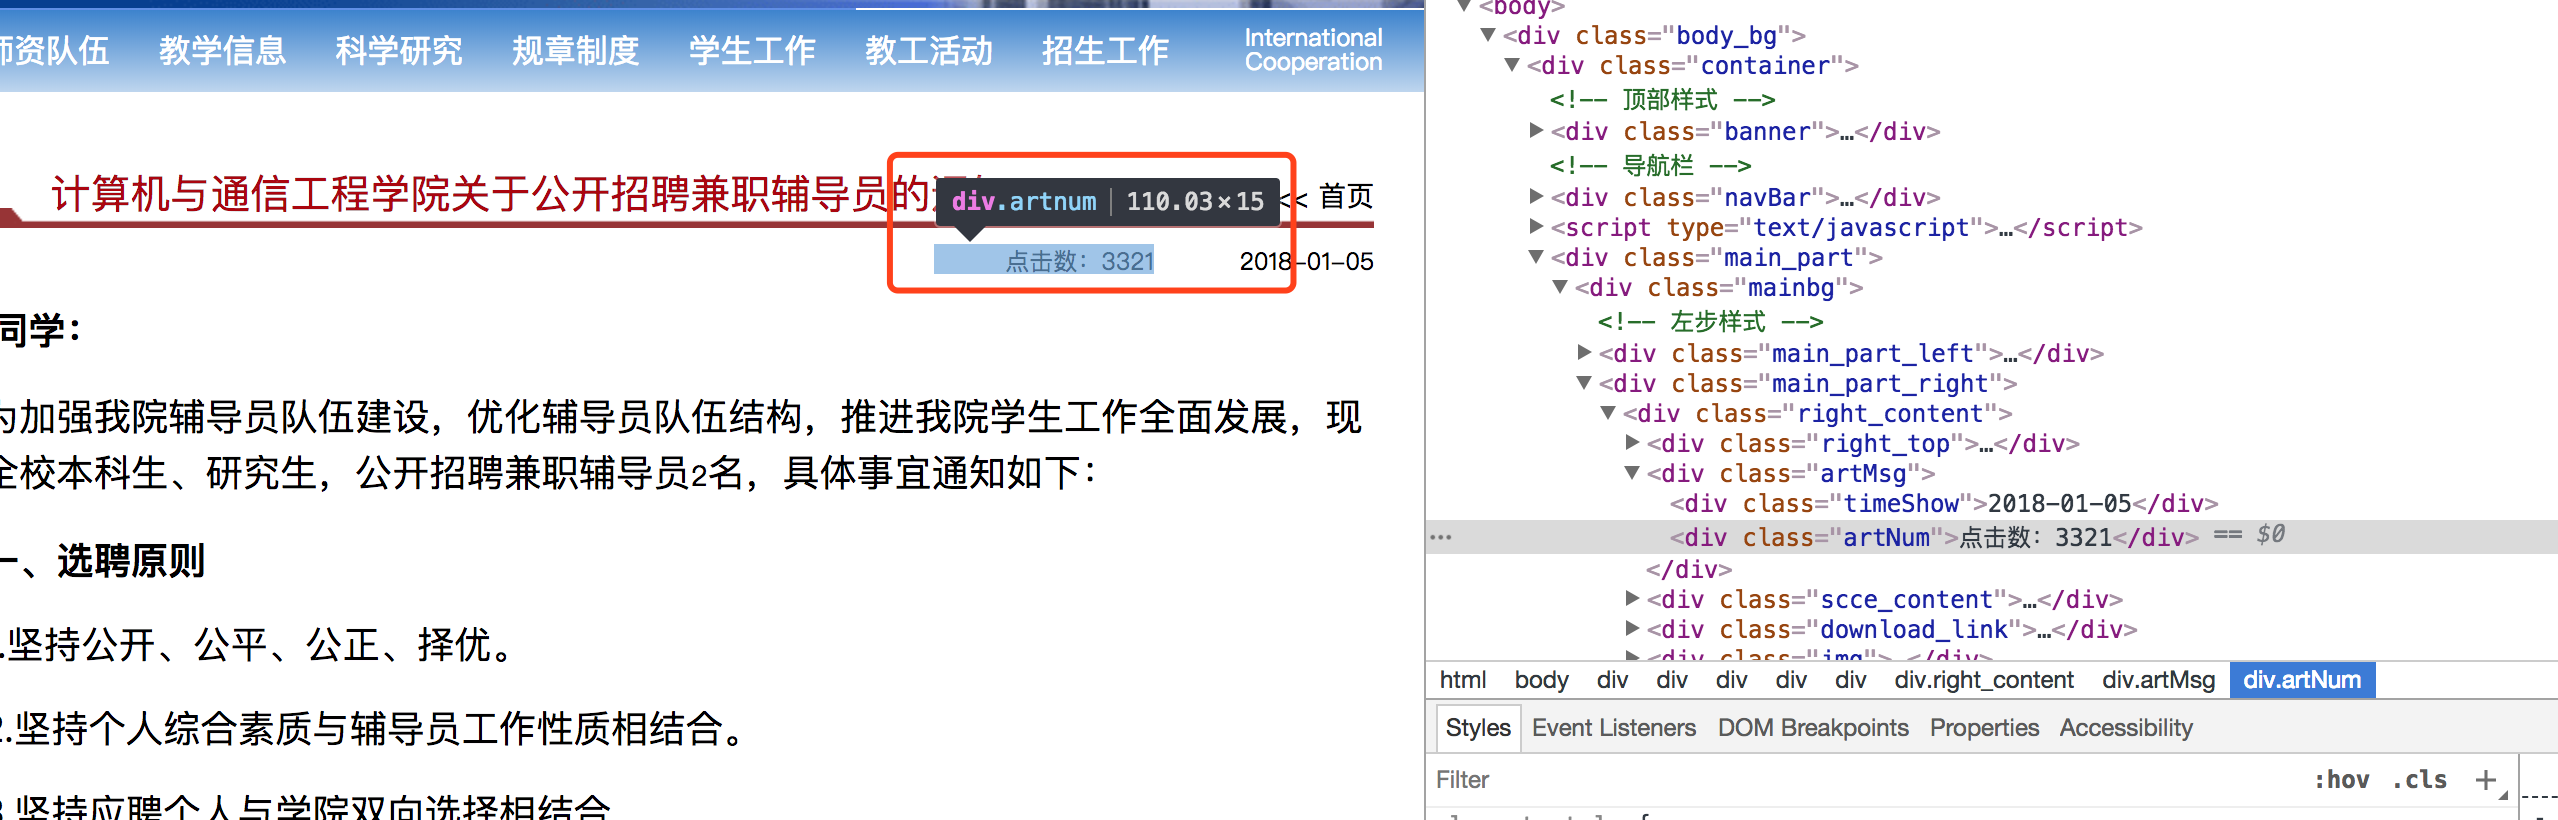 师资队伍 教学信息 科学研究 规章制度 学生工作 教工活动 招生工作 International Cooperation
计算机与通信工程学院关于公开招聘兼职辅导员的
<< 首页
div.artnum | 110.03×15
点击数：3321
2018-01-05
同学：
为加强我院辅导员队伍建设，优化辅导员队伍结构，推进我院学生工作全面发展，现
全校本科生、研究生，公开招聘兼职辅导员2名，具体事宜通知如下：
一、选聘原则
.坚持公开、公平、公正、择优。
2.坚持个人综合素质与辅导员工作性质相结合。
3.坚持应聘个人与学院双向选择相结合
<body>
<div class="body_bg">
<div class="container">
<!-- 顶部样式 -->
<div class="banner">…</div>
<!-- 导航栏 -->
<div class="navBar">…</div>
<script type="text/javascript">…</script>
<div class="main_part">
<div class="mainbg">
<!-- 左步样式 -->
<div class="main_part_left">…</div>
<div class="main_part_right">
<div class="right_content">
<div class="right_top">…</div>
<div class="artMsg">
<div class="timeShow">2018-01-05</div>
… <div class="artNum">点击数：3321</div> == $0
</div>
<div class="scce_content">…</div>
<div class="download_link">…</div>
<div class="img">…</div>
html body div div div div div div.right_content div.artMsg div.artNum
Styles Event Listeners DOM Breakpoints Properties Accessibility
Filter :hov .cls +